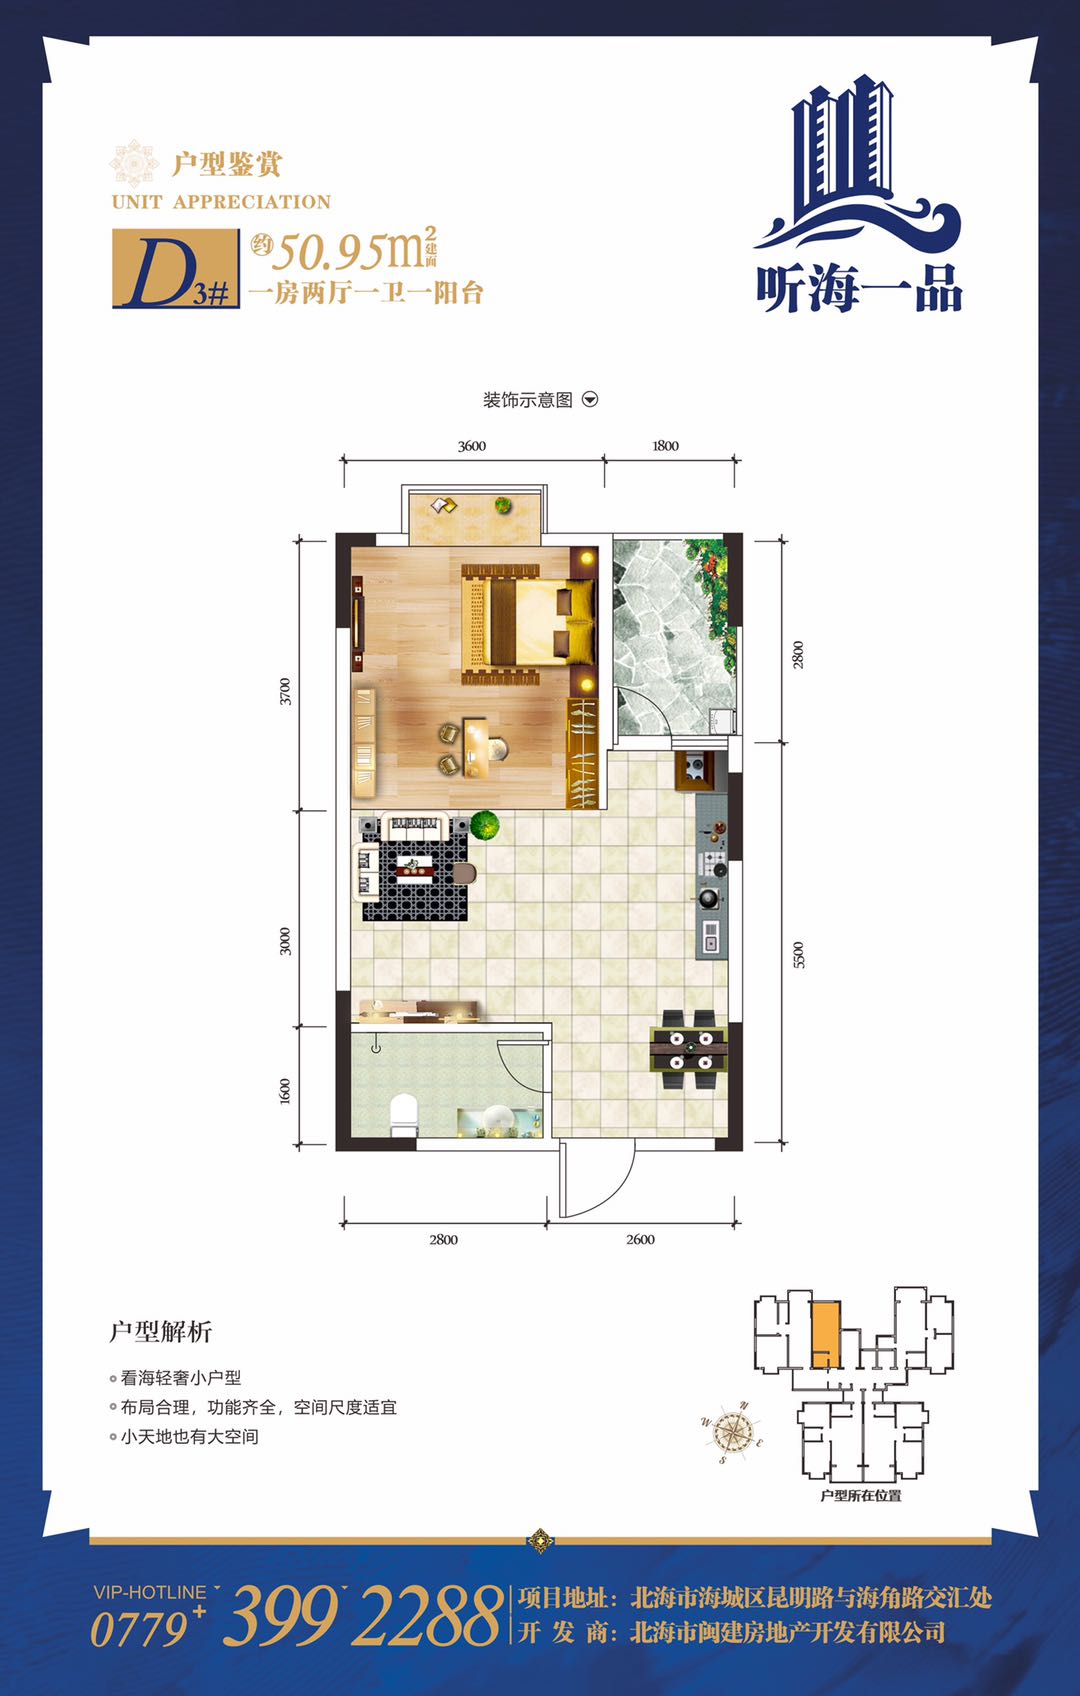 户型鉴赏
UNIT APPRECIATION
D3#
约50.95m²建面
一房两厅一卫一阳台
听海一品
装饰示意图
3600
1800
3700
3000
1600
2800
5500
2800
2600
户型解析
看海轻奢小户型
布局合理，功能齐全，空间尺度适宜
小天地也有大空间
N
W
E
S
户型所在位置
VIP-HOTLINE
0779+ 399 2288
项目地址：北海市海城区昆明路与海角路交汇处
开发商：北海市闽建房地产开发有限公司